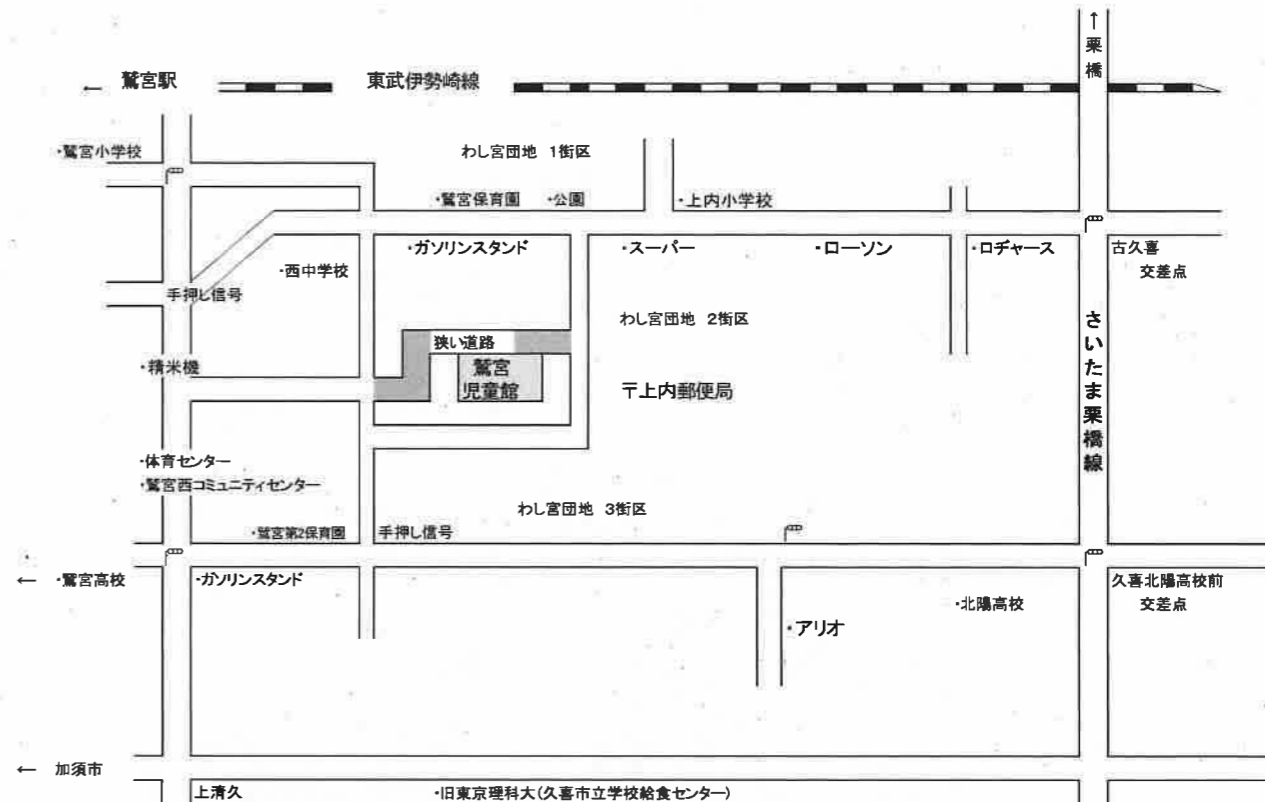 ↑
栗
橋
← 鷲宮駅
東武伊勢崎線
・鷲宮小学校
わし宮団地 1街区
・鷲宮保育園 ・公園
・上内小学校
・ガソリンスタンド
・スーパー
・ローソン
・ロヂャース
古久喜
交差点
・西中学校
手押し信号
わし宮団地 2街区
狭い道路
・精米機
鷲宮
児童館
〒上内郵便局
さいたま栗橋線
・体育センター
・鷲宮西コミュニティセンター
わし宮団地 3街区
・鷲宮第2保育園
手押し信号
← ・鷲宮高校
・ガソリンスタンド
久喜北陽高校前
交差点
・北陽高校
・アリオ
← 加須市
上清久
・旧東京理科大(久喜市立学校給食センター)